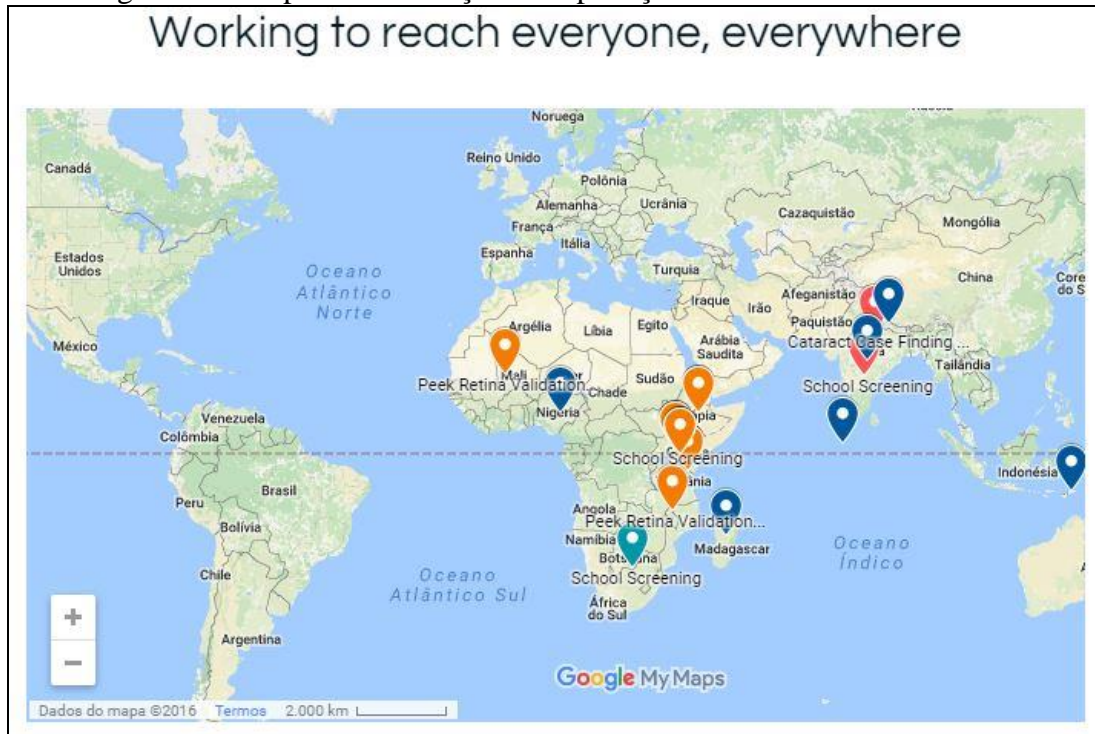 Working to reach everyone, everywhere
Noruega
Canadá
Reino Unido
Polônia
Alemanha
Ucrânia
Cazaquistão
Mongólia
França
Itália
Espanha
Estados
Unidos
Oceano
Atlântico
Norte
Turquia
China
Iraque
Irão
Afeganistão
Argélia
Líbia
Egito
Paquistão
México
Arábia
Saudita
Cataract Case Finding ...
Mali
Sudão
Tailândia
Peek Retina Validation...
Chade
School Screening
Nigéria
Venezuela
Colômbia
School Screening
Indonésia
Brasil
Peru
Angola
Peek Retina Validation...
Bolívia
Namíbia
Madagascar
Oceano
Índico
School Screening
Chile
Oceano
Atlântico Sul
África
do Sul
+
Argentina
−
Google My Maps
Dados do mapa ©2016 Termos 2.000 km